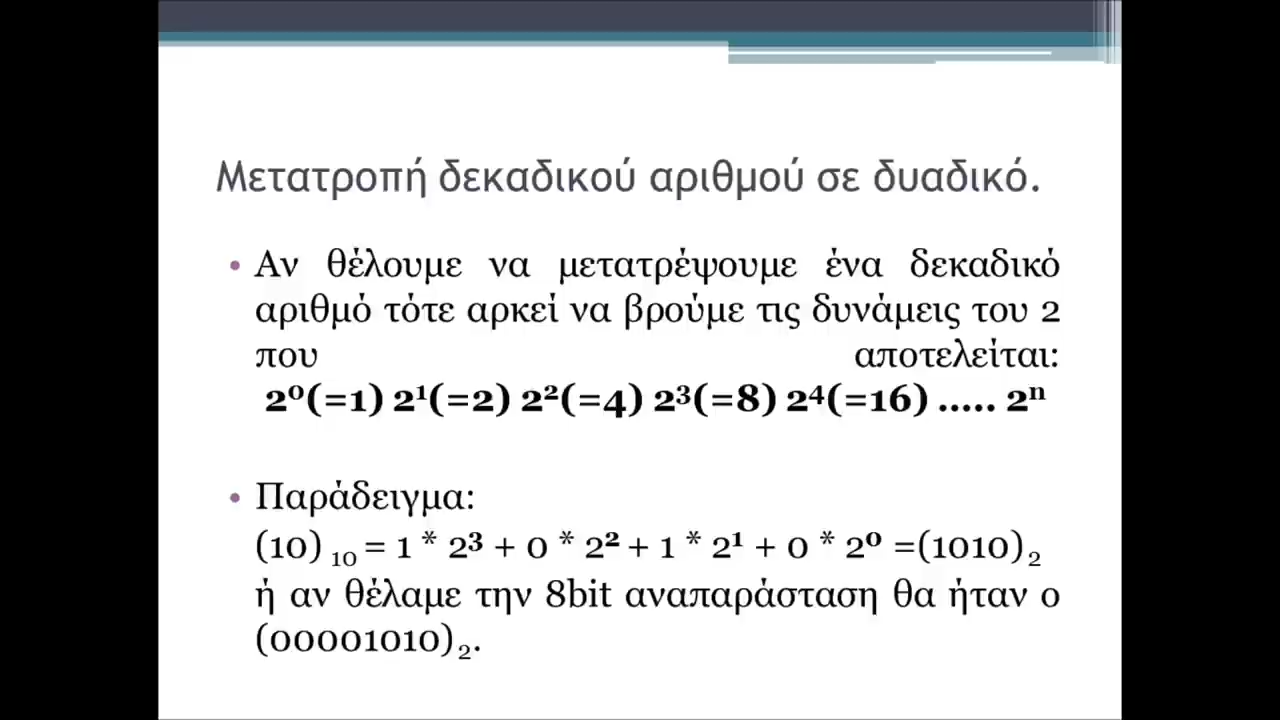 Μετατροπή δεκαδικού αριθμού σε δυαδικό.
• Αν θέλουμε να μετατρέψουμε ένα δεκαδικό
αριθμό τότε αρκεί να βρούμε τις δυνάμεις του 2
που αποτελείται:
2⁰(=1) 2¹(=2) 2²(=4) 2³(=8) 2⁴(=16) ..... 2ⁿ
• Παράδειγμα:
(10) ₁₀ = 1 * 2³ + 0 * 2² + 1 * 2¹ + 0 * 2⁰ =(1010)₂
ή αν θέλαμε την 8bit αναπαράσταση θα ήταν ο
(00001010)₂.